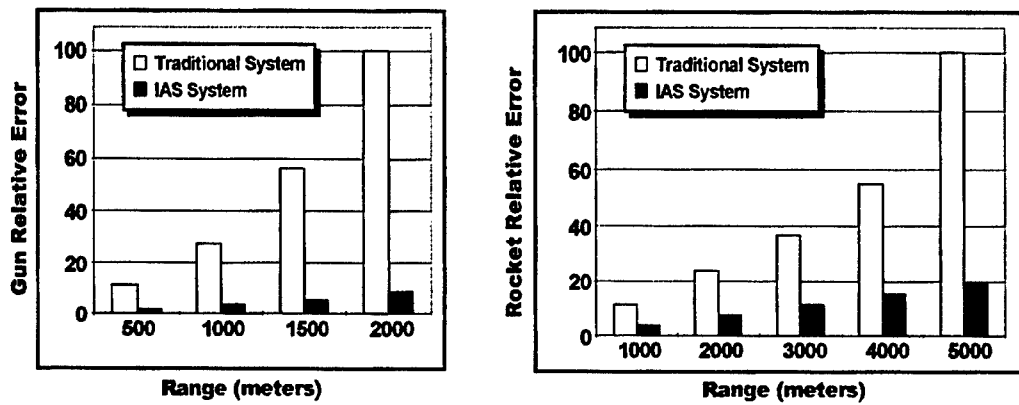 Gun Relative Error
100
80
60
40
20
0
Traditional System
IAS System
500 1000 1500 2000
Range (meters)
Rocket Relative Error
100
80
60
40
20
0
Traditional System
IAS System
1000 2000 3000 4000 5000
Range (meters)